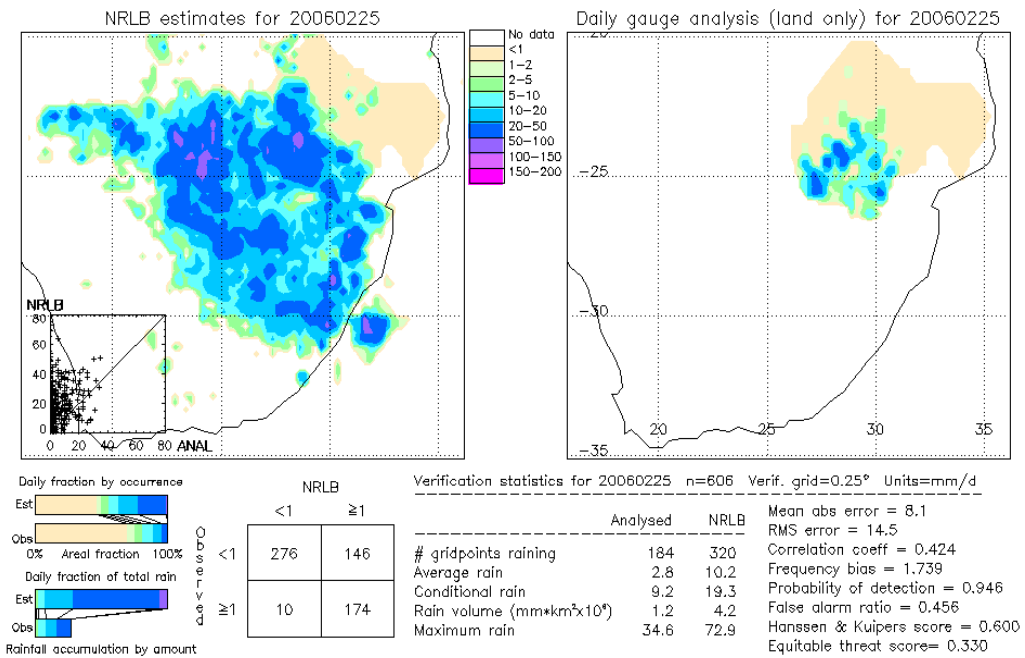 NRLB estimates for 20060225
Daily gauge analysis (land only) for 20060225
No data
<1
1-2
2-5
5-10
10-20
20-50
50-100
100-150
150-200
-20
-25
-30
-35
20
25
30
35
NRLB
80
60
40
20
0
0 20 40 60 80
ANAL
Daily fraction by occurrence
Est
Obs
0% Areal fraction 100%
Daily fraction of total rain
Est
Obs
Rainfall accumulation by amount
NRLB
<1 ≧1
Observed
<1 276 146
≧1 10 174
Verification statistics for 20060225 n=606 Verif. grid=0.25° Units=mm/d
Analysed NRLB
# gridpoints raining 184 320
Average rain 2.8 10.2
Conditional rain 9.2 19.3
Rain volume (mm*km²x10⁶) 1.2 4.2
Maximum rain 34.6 72.9
Mean abs error = 8.1
RMS error = 14.5
Correlation coeff = 0.424
Frequency bias = 1.739
Probability of detection = 0.946
False alarm ratio = 0.456
Hanssen & Kuipers score = 0.600
Equitable threat score= 0.330